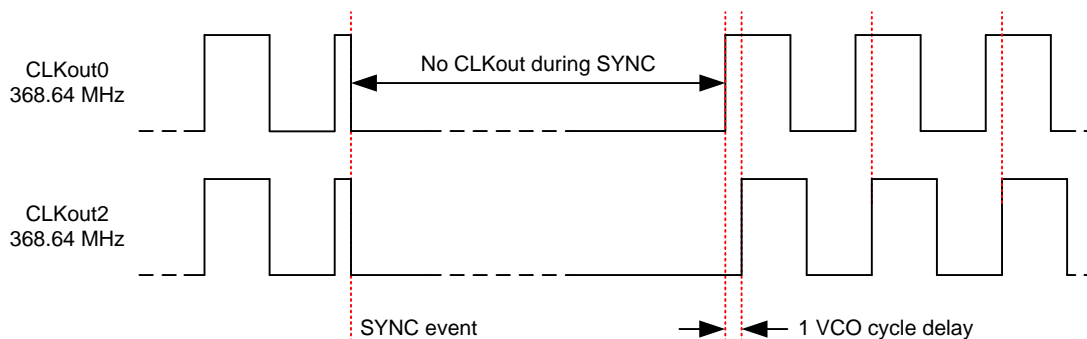 CLKout0
368.64 MHz
No CLKout during SYNC
CLKout2
368.64 MHz
SYNC event
1 VCO cycle delay